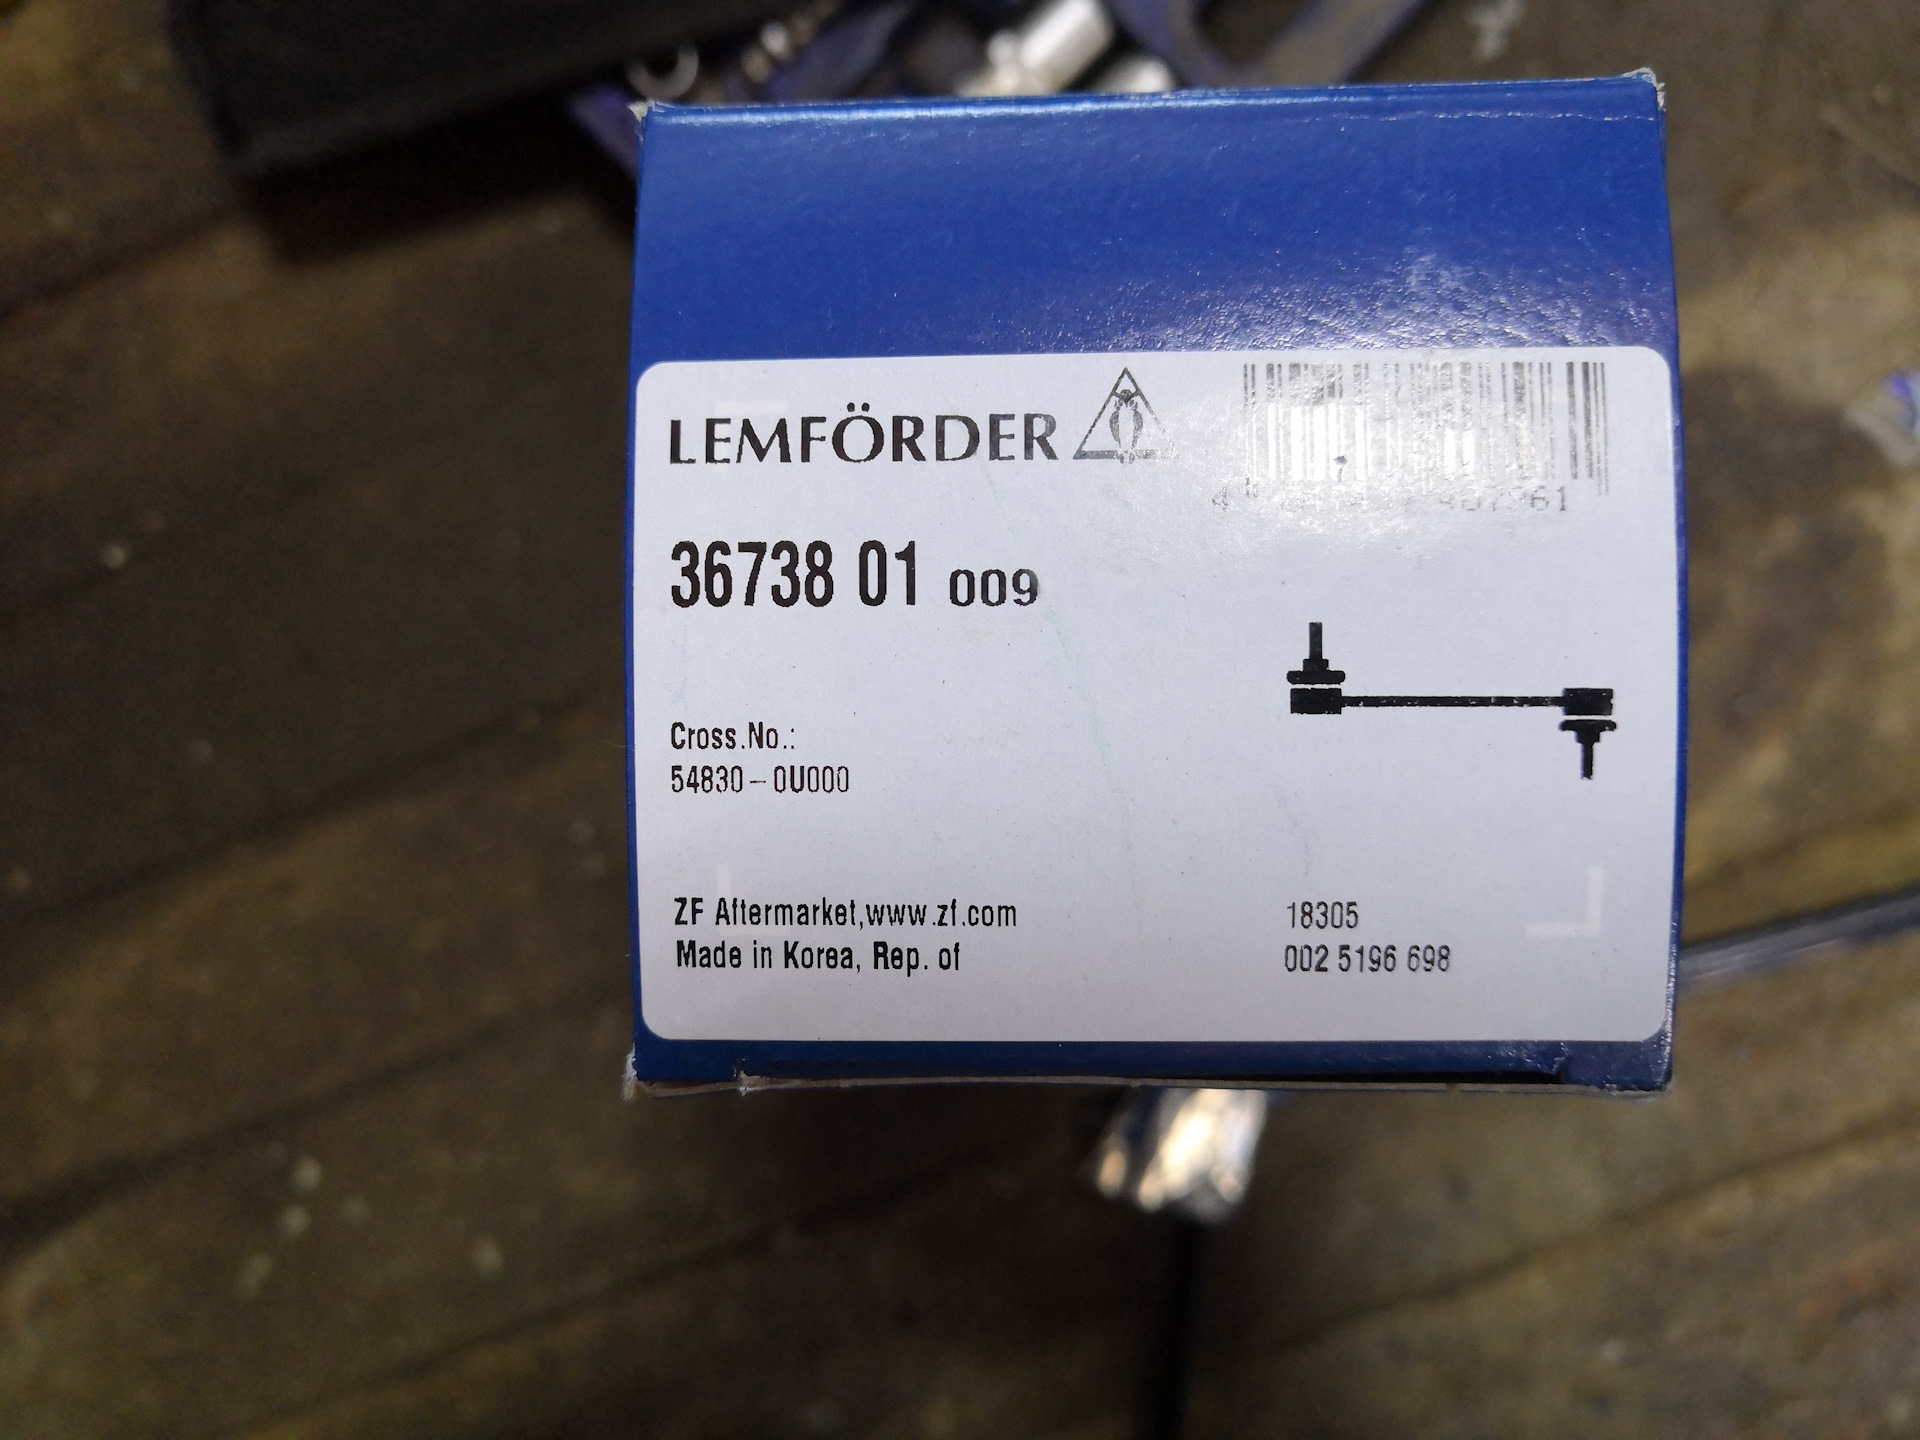 LEMFÖRDER
36738 01 009
Cross.No.:
54830-0U000
ZF Aftermarket,www.zf.com
Made in Korea, Rep. of
18305
002 5196 698